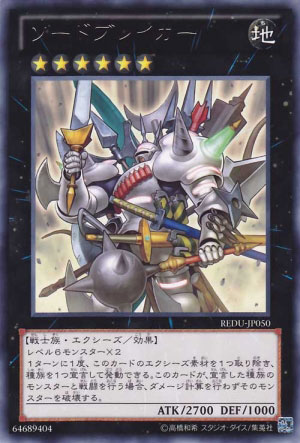 ソードブレイカー
地
REDU-JP050
【戦士族・エクシーズ/効果】
レベル6モンスター×2
1ターンに1度、このカードのエクシーズ素材を1つ取り除き、
種族を1つ宣言して発動できる。このカードが、宣言した種族の
モンスターと戦闘を行う場合、ダメージ計算を行わずそのモン
スターを破壊する。
ATK/2700 DEF/1000
64689404
©高橋和希 スタジオ・ダイス/集英社